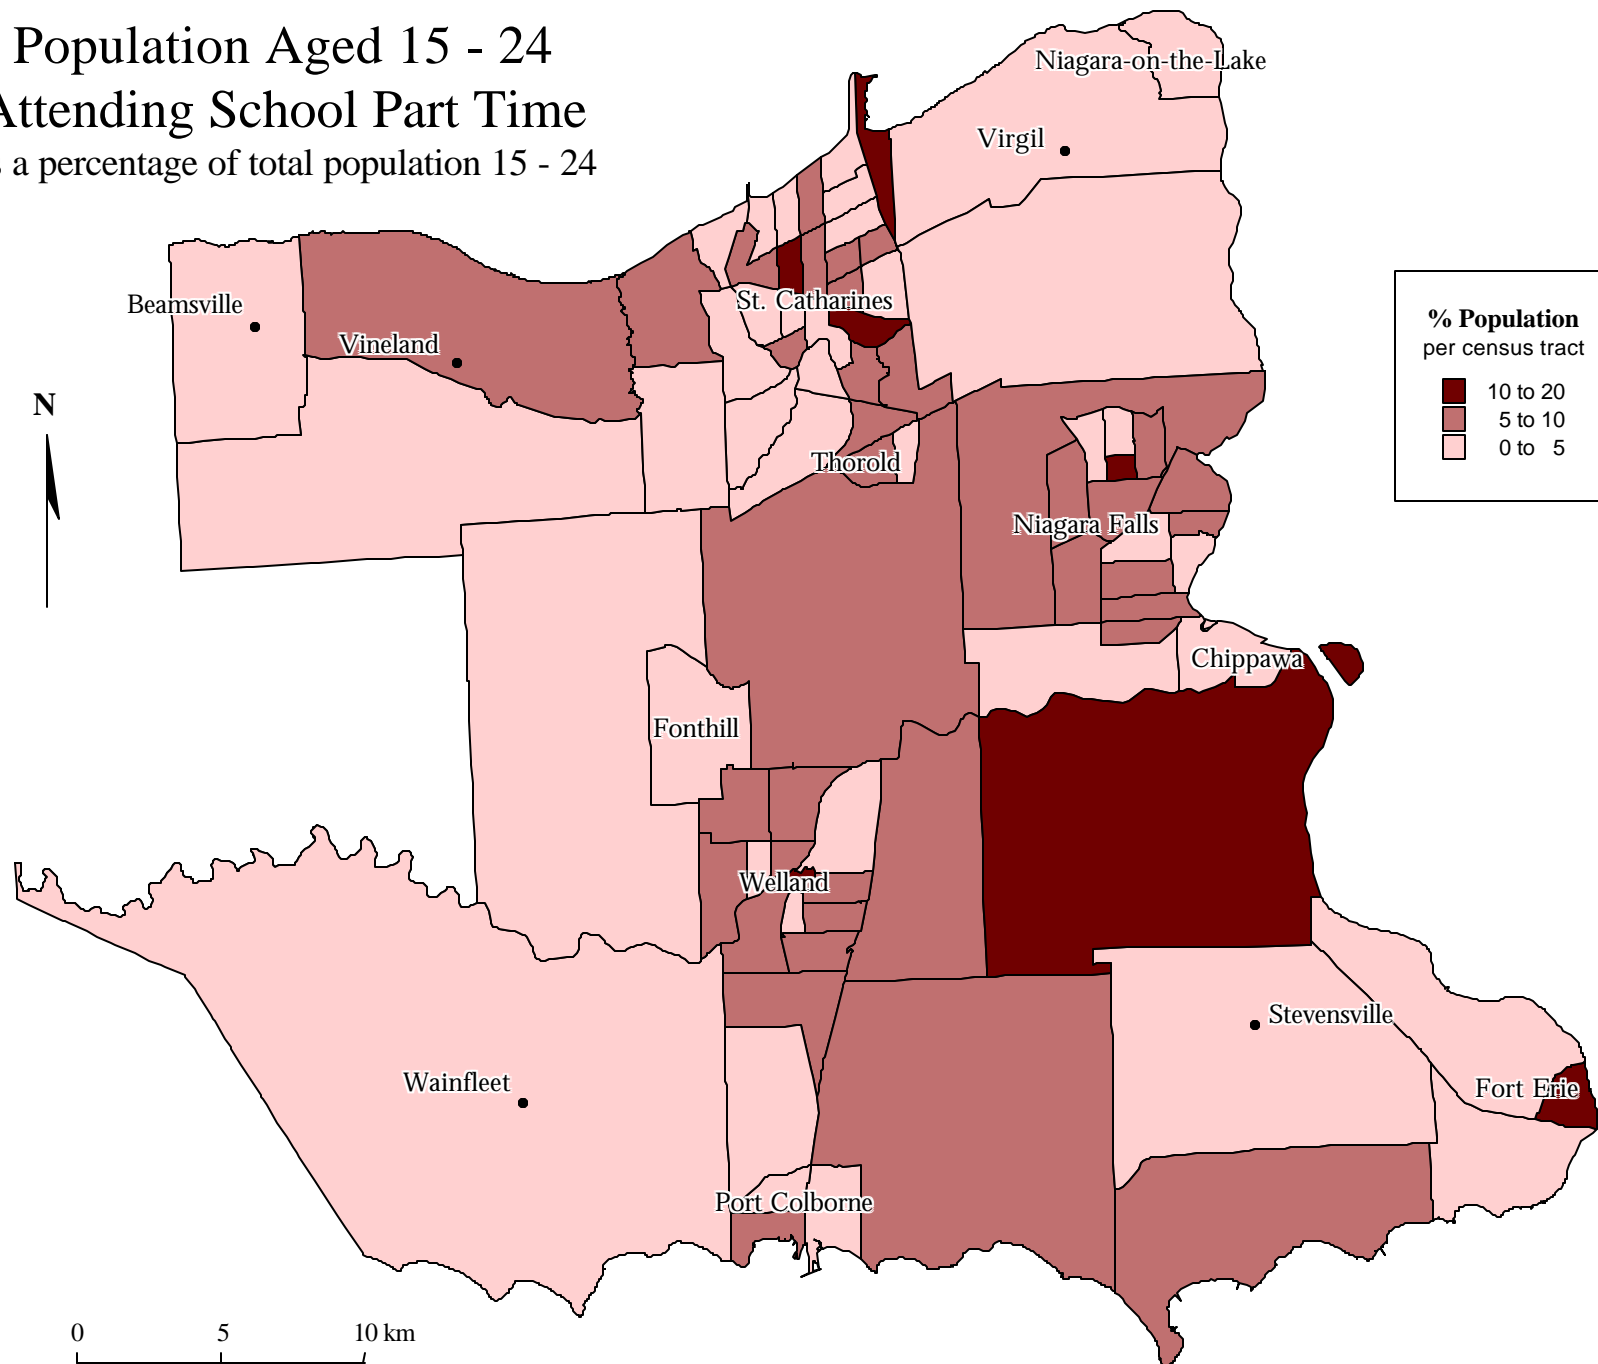 Population Aged 15 - 24
Attending School Part Time
s a percentage of total population 15 - 24
Niagara-on-the-Lake
Virgil
Beamsville
Vineland
St. Catharines
% Population
per census tract
10 to 20
5 to 10
0 to 5
N
Thorold
Niagara Falls
Chippawa
Fonthill
Welland
Stevensville
Wainfleet
Fort Erie
Port Colborne
0 5 10 km